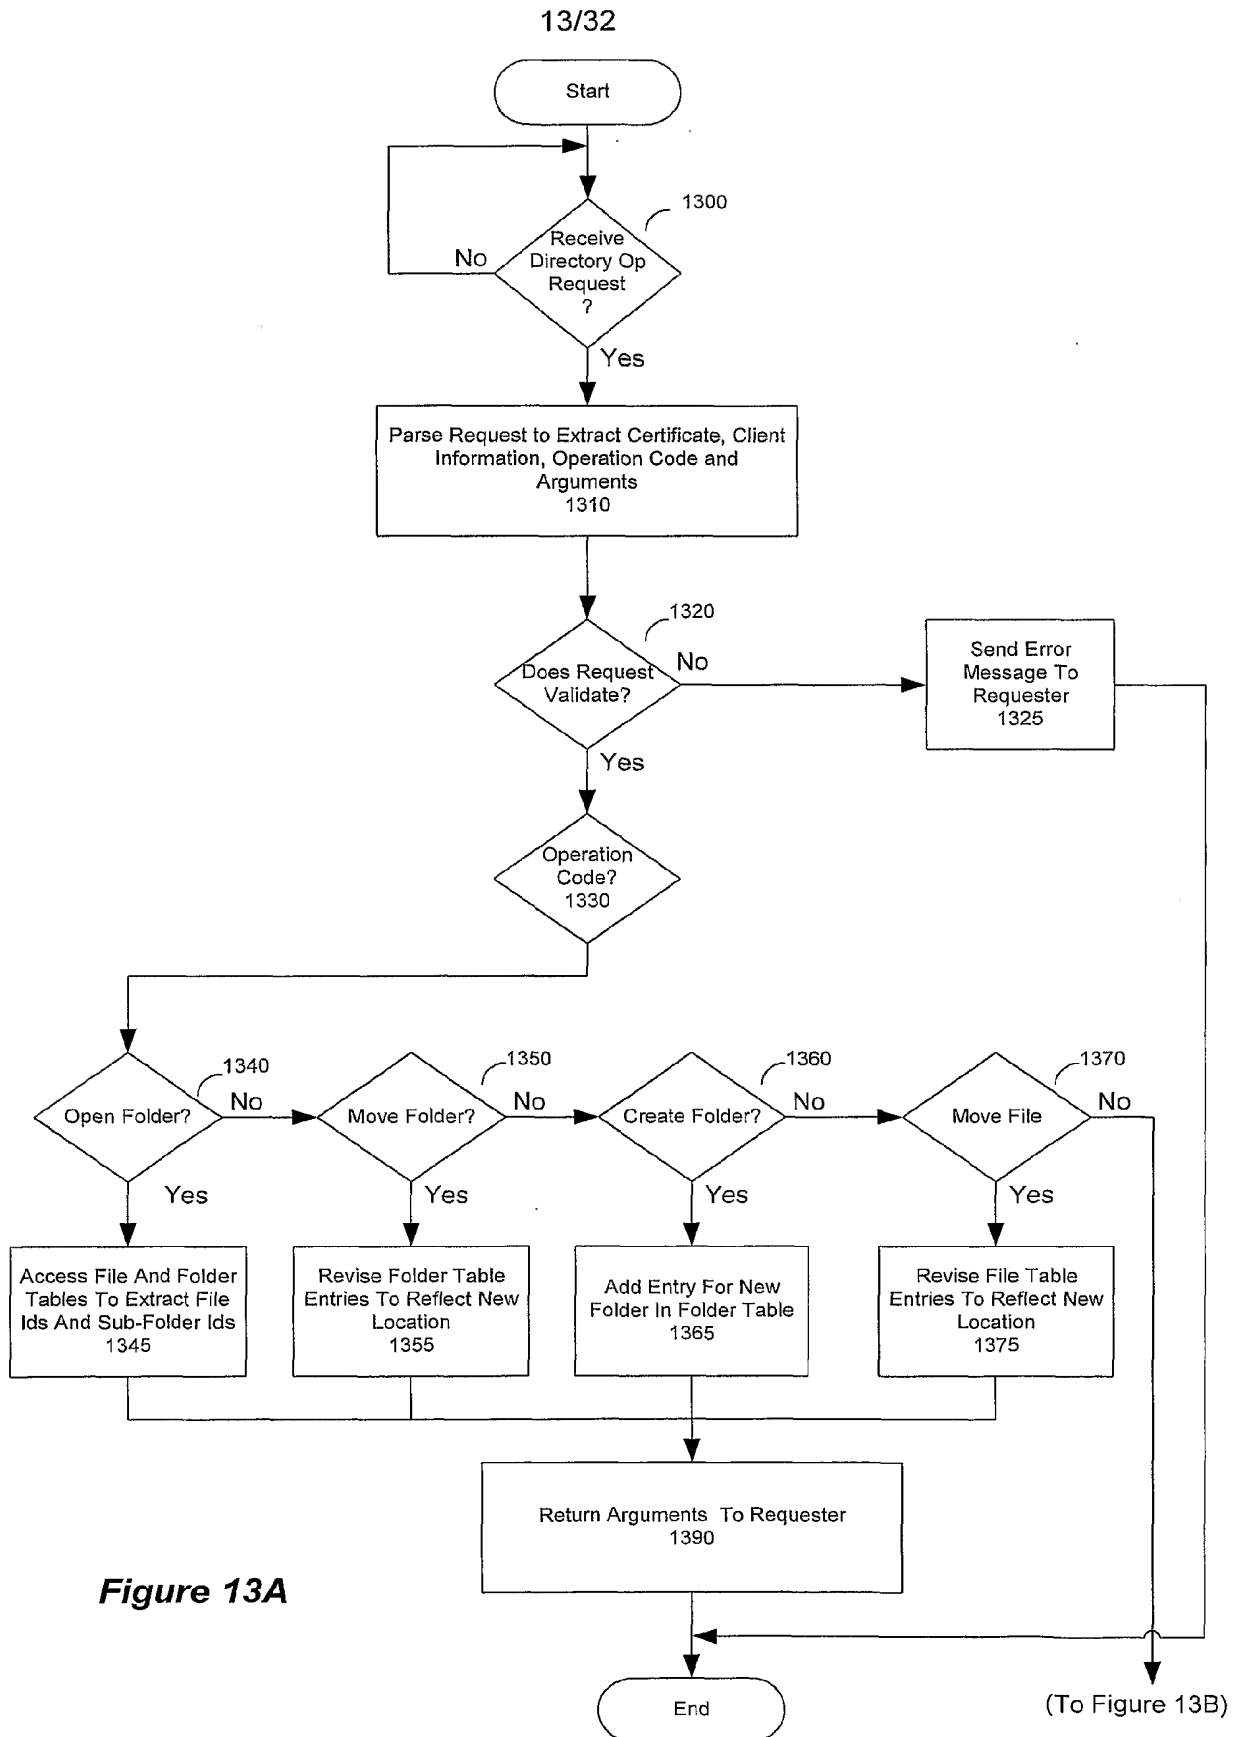 13/32
Start
1300
Receive
Directory Op
Request
?
No
Yes
Parse Request to Extract Certificate, Client
Information, Operation Code and
Arguments
1310
1320
Does Request
Validate?
No
Send Error
Message To
Requester
1325
Yes
Operation
Code?
1330
1340
Open Folder?
No
1350
Move Folder?
No
1360
Create Folder?
No
1370
Move File
No
Yes
Yes
Yes
Yes
Access File And Folder
Tables To Extract File
Ids And Sub-Folder Ids
1345
Revise Folder Table
Entries To Reflect New
Location
1355
Add Entry For New
Folder In Folder Table
1365
Revise File Table
Entries To Reflect New
Location
1375
Return Arguments To Requester
1390
Figure 13A
End
(To Figure 13B)